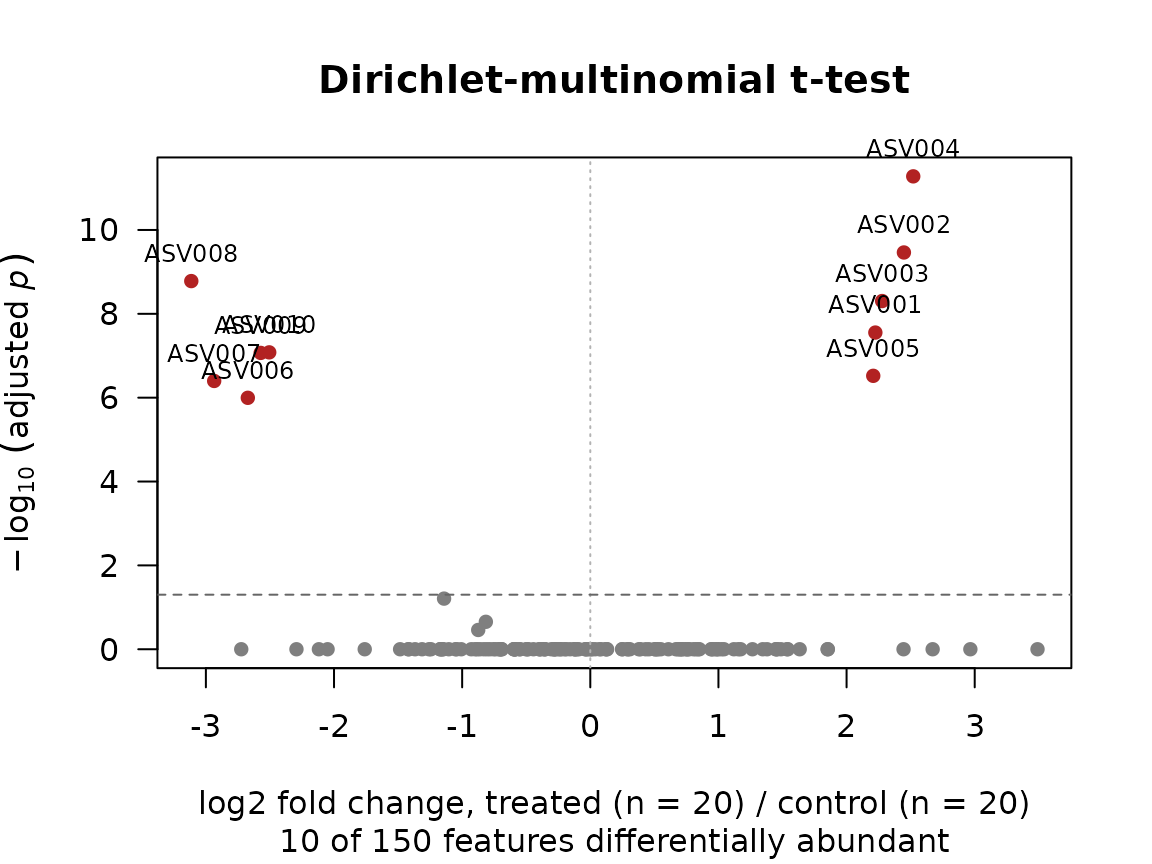 Dirichlet-multinomial t-test
ASV004
ASV002
ASV008
ASV003
ASV001
ASV009
ASV010
ASV005
ASV007
ASV006
10
8
6
4
2
0
−log₁₀ (adjusted p)
-3 -2 -1 0 1 2 3
log2 fold change, treated (n = 20) / control (n = 20)
10 of 150 features differentially abundant